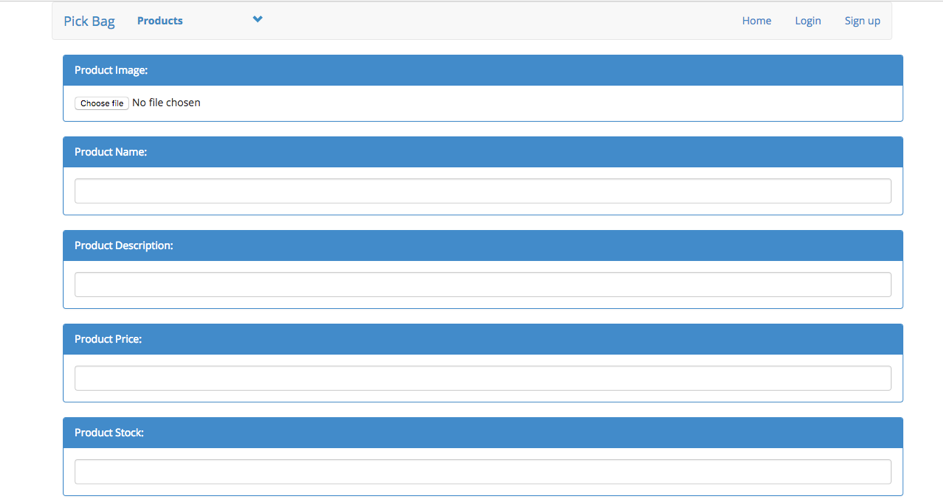 Pick Bag Products Home Login Sign up
Product Image:
Choose file No file chosen
Product Name:
Product Description:
Product Price:
Product Stock: